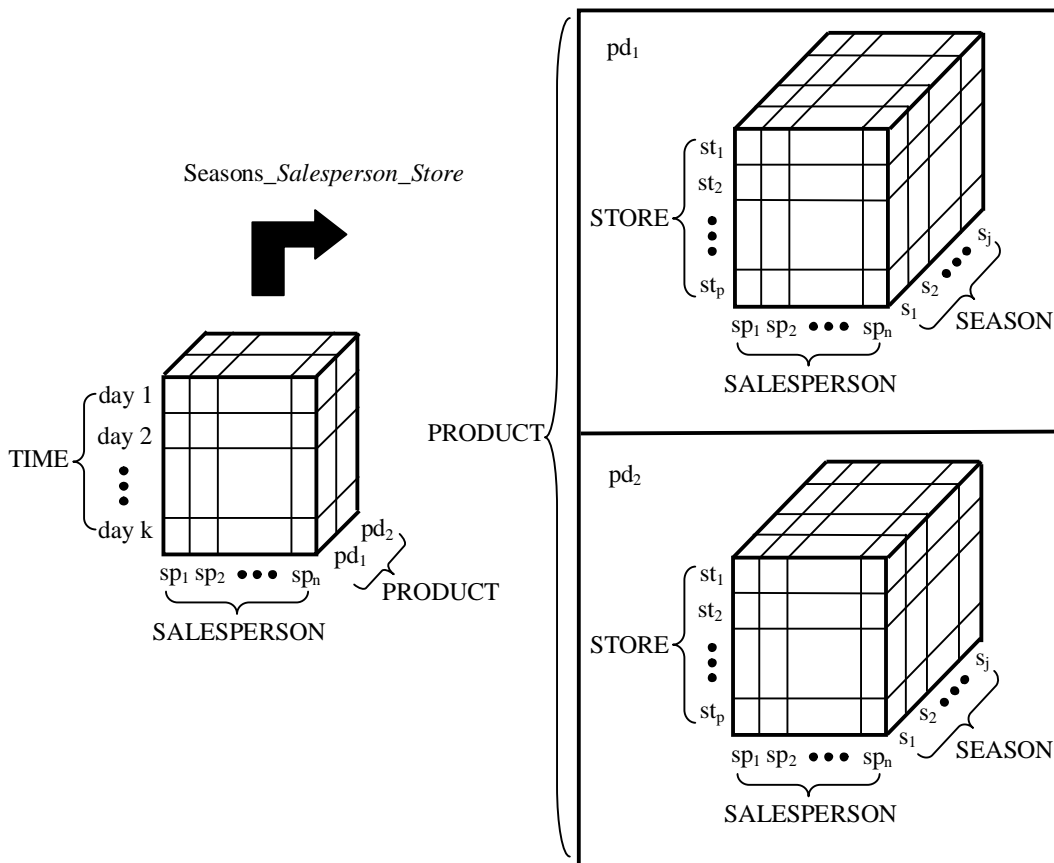 Seasons_Salesperson_Store
day 1
day 2
day k
TIME
sp₁ sp₂ spₙ
SALESPERSON
pd₁
pd₂
PRODUCT
PRODUCT
pd₁
st₁
st₂
stₚ
STORE
sp₁ sp₂ spₙ
SALESPERSON
s₁
s₂
sⱼ
SEASON
pd₂
st₁
st₂
stₚ
STORE
sp₁ sp₂ spₙ
SALESPERSON
s₁
s₂
sⱼ
SEASON